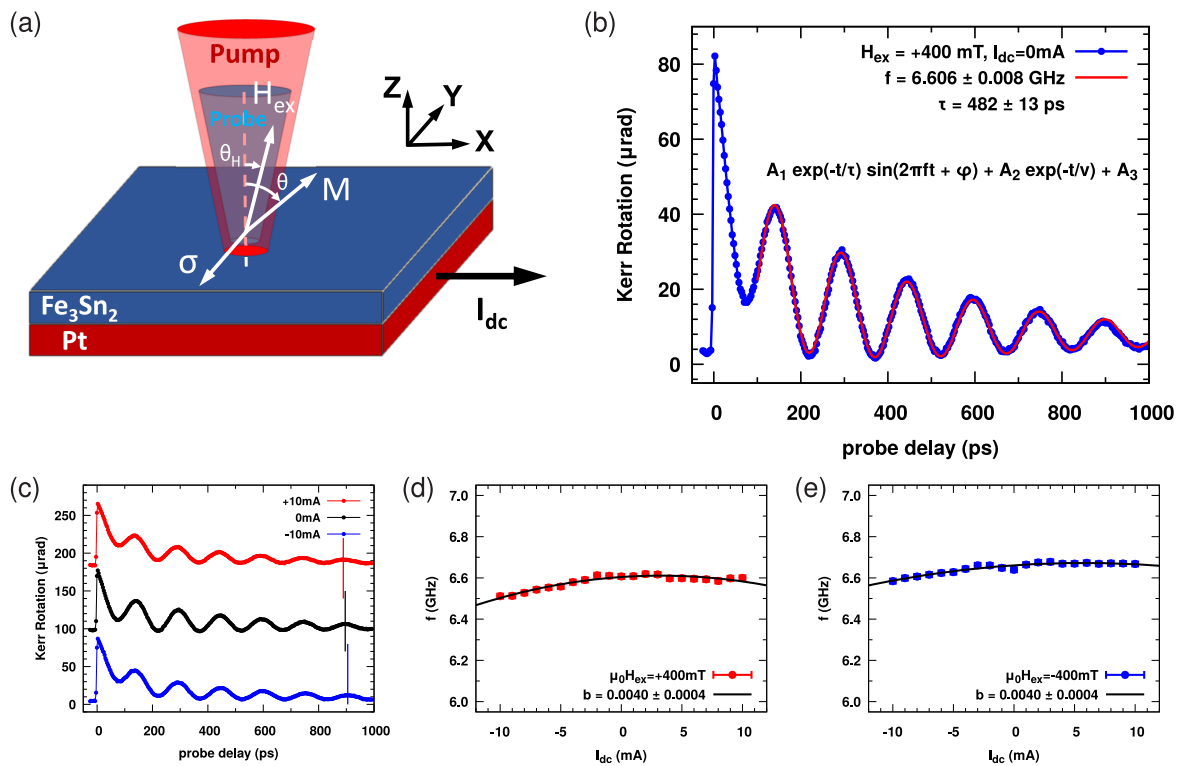 (a)
Pump
H_ex
Probe
θ_H
θ
M
σ
Z
Y
X
Fe₃Sn₂
Pt
I_dc
(b)
H_ex = +400 mT, I_dc=0mA
f = 6.606 ± 0.008 GHz
τ = 482 ± 13 ps
A₁ exp(-t/τ) sin(2πft + φ) + A₂ exp(-t/ν) + A₃
Kerr Rotation (μrad)
80
60
40
20
0
0 200 400 600 800 1000
probe delay (ps)
(c)
+10mA
0mA
-10mA
Kerr Rotation (μrad)
250
200
150
100
50
0
0 200 400 600 800 1000
probe delay (ps)
(d)
f (GHz)
7.0
6.8
6.6
6.4
6.2
6.0
μ₀H_ex=+400mT
b = 0.0040 ± 0.0004
-10 -5 0 5 10
I_dc (mA)
(e)
f (GHz)
7.0
6.8
6.6
6.4
6.2
6.0
μ₀H_ex=-400mT
b = 0.0040 ± 0.0004
-10 -5 0 5 10
I_dc (mA)